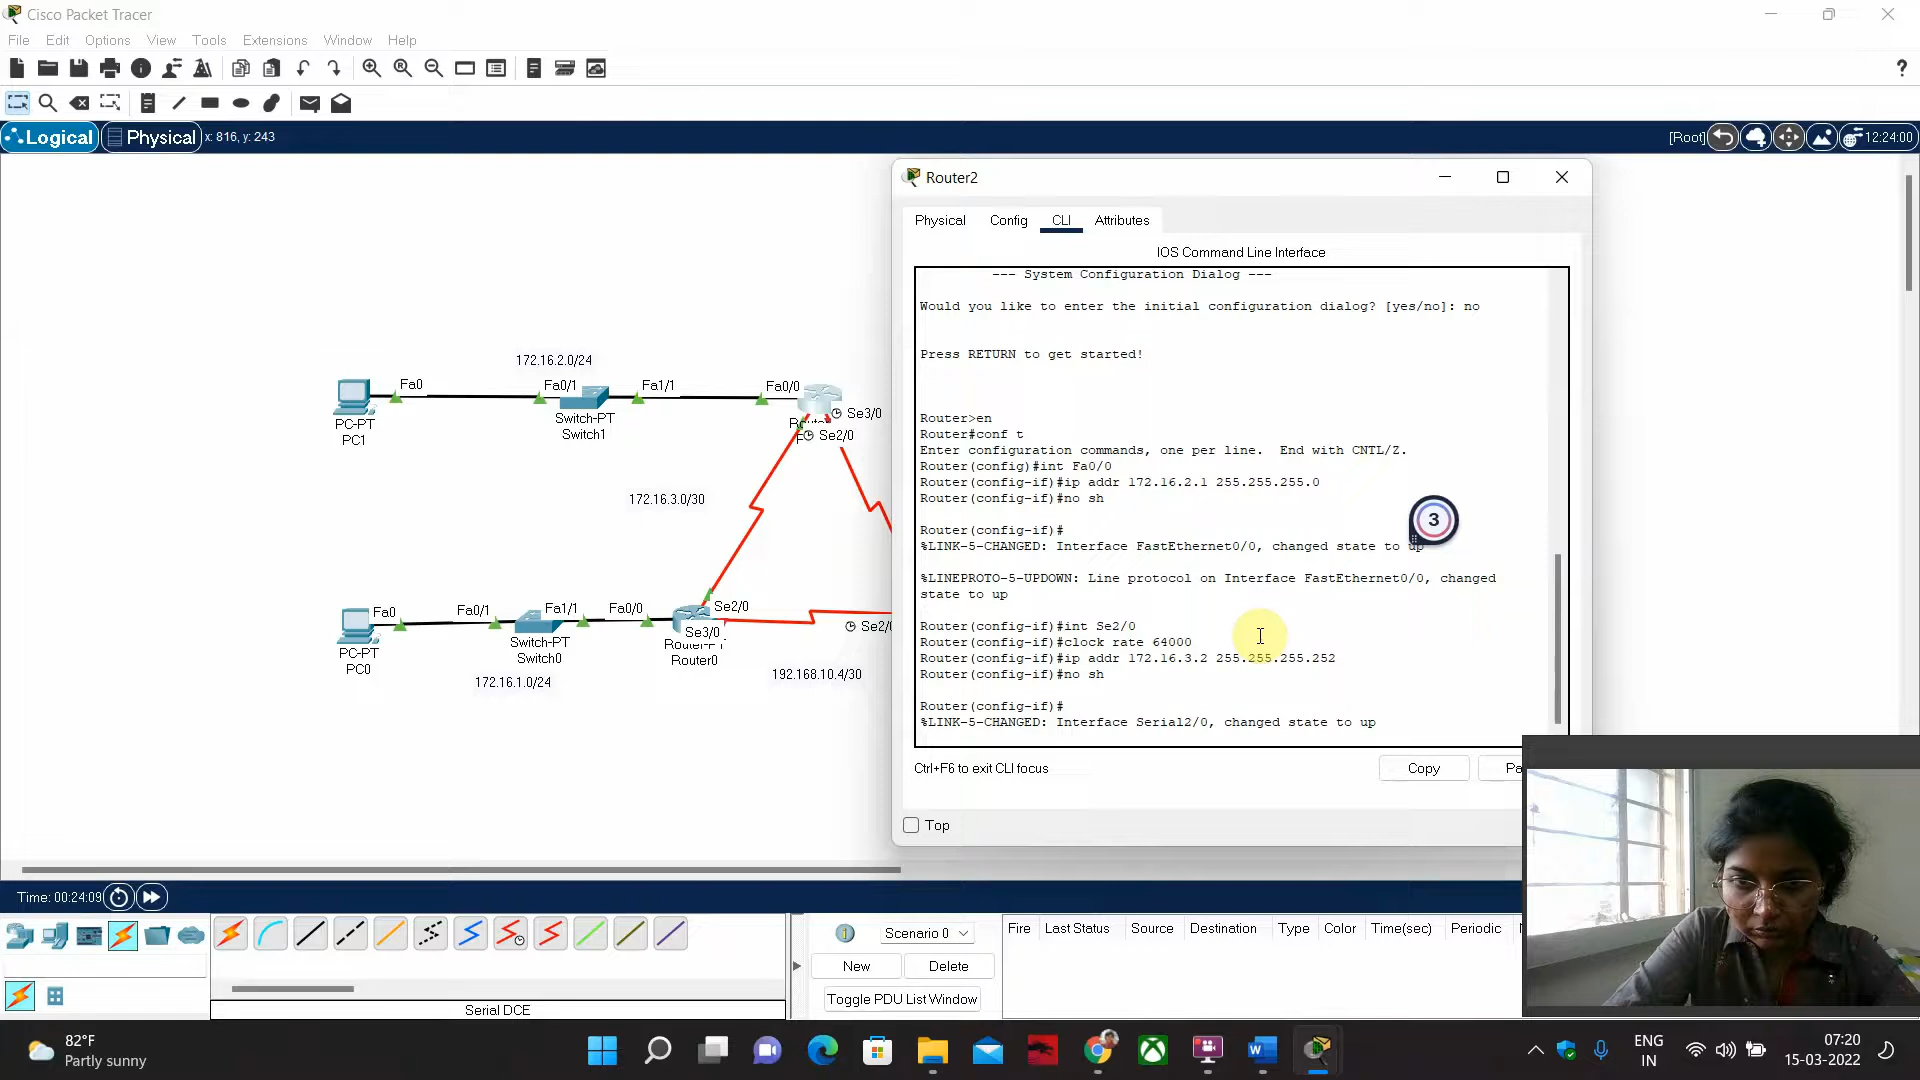 Cisco Packet Tracer
File Edit Options View Tools Extensions Window Help
?
Logical Physical x: 816, y: 243
[Root] 12:24:00
172.16.2.0/24
Fa0 Fa0/1 Fa1/1 Fa0/0
Se3/0
Se2/0
PC-PT
PC1
Switch-PT
Switch1
172.16.3.0/30
Fa0 Fa0/1 Fa1/1 Fa0/0 Se2/0
Se3/0
PC-PT
PC0
Switch-PT
Switch0
Router0
172.16.1.0/24
192.168.10.4/30
Router2
Physical Config CLI Attributes
IOS Command Line Interface
--- System Configuration Dialog ---
Would you like to enter the initial configuration dialog? [yes/no]: no
Press RETURN to get started!
Router>en
Router#conf t
Enter configuration commands, one per line.  End with CNTL/Z.
Router(config)#int Fa0/0
Router(config-if)#ip addr 172.16.2.1 255.255.255.0
Router(config-if)#no sh
Router(config-if)#
%LINK-5-CHANGED: Interface FastEthernet0/0, changed state to up
%LINEPROTO-5-UPDOWN: Line protocol on Interface FastEthernet0/0, changed
state to up
Router(config-if)#int Se2/0
Router(config-if)#clock rate 64000
Router(config-if)#ip addr 172.16.3.2 255.255.255.252
Router(config-if)#no sh
Router(config-if)#
%LINK-5-CHANGED: Interface Serial2/0, changed state to up
3
Ctrl+F6 to exit CLI focus
Copy
Top
Time: 00:24:09
Scenario 0
New Delete
Toggle PDU List Window
Fire Last Status Source Destination Type Color Time(sec) Periodic
Serial DCE
82°F
Partly sunny
ENG
IN
07:20
15-03-2022